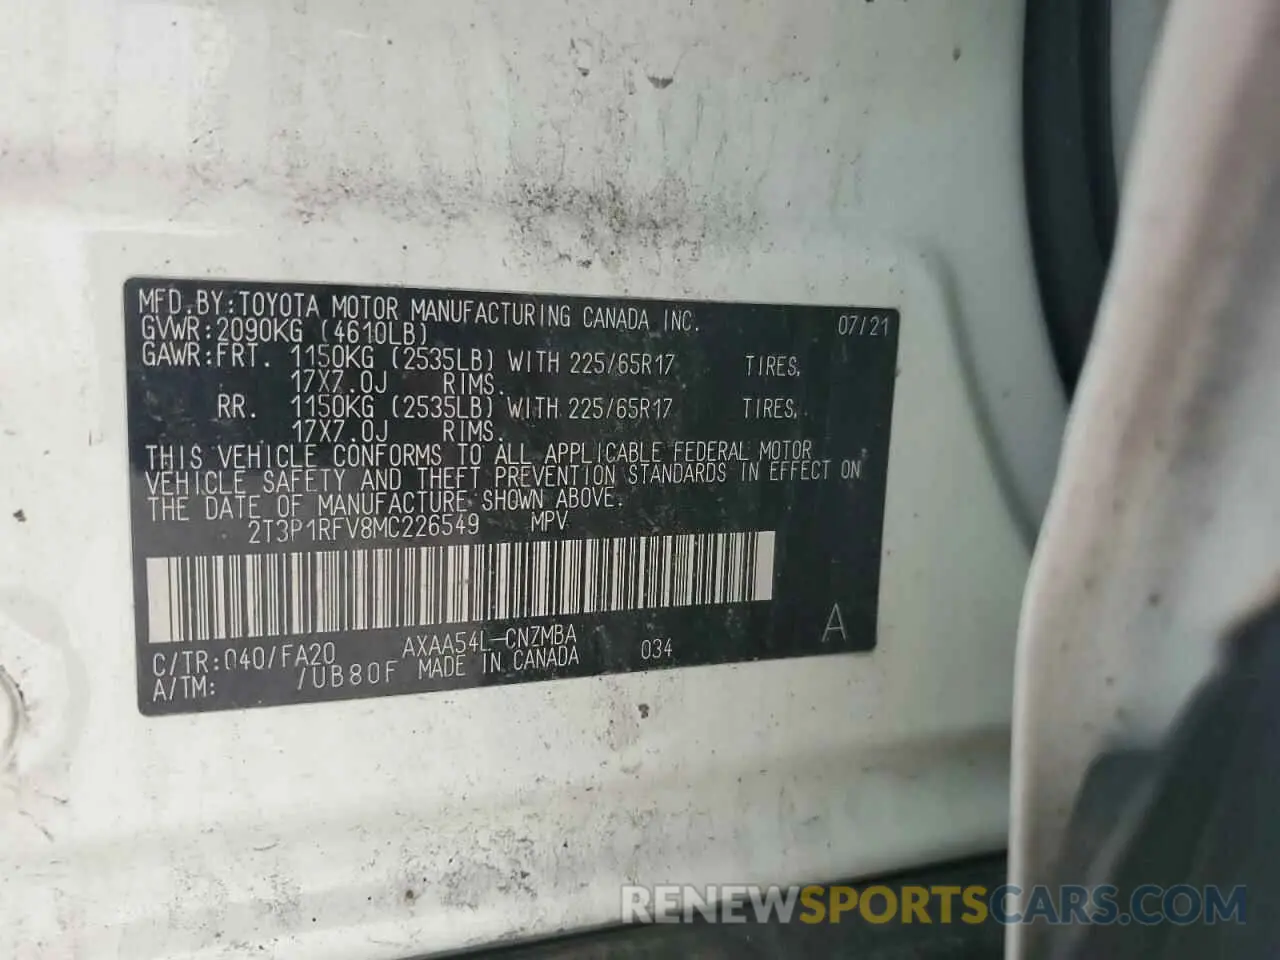 MFD. BY: TOYOTA MOTOR MANUFACTURING CANADA INC. 07/21
GVWR: 2090KG (4610LB)
GAWR: FRT. 1150KG (2535LB) WITH 225/65R17 TIRES,
17X7.0J RIMS.
RR. 1150KG (2535LB) WITH 225/65R17 TIRES,
17X7.0J RIMS.
THIS VEHICLE CONFORMS TO ALL APPLICABLE FEDERAL MOTOR
VEHICLE SAFETY AND THEFT PREVENTION STANDARDS IN EFFECT ON
THE DATE OF MANUFACTURE SHOWN ABOVE.
2T3P1RFV8MC226549 MPV
C/TR: 040/FA20 AXAA54L-CNZMBA 034 A
A/TM: /UB80F MADE IN CANADA
RENEWSPORTSCARS.COM